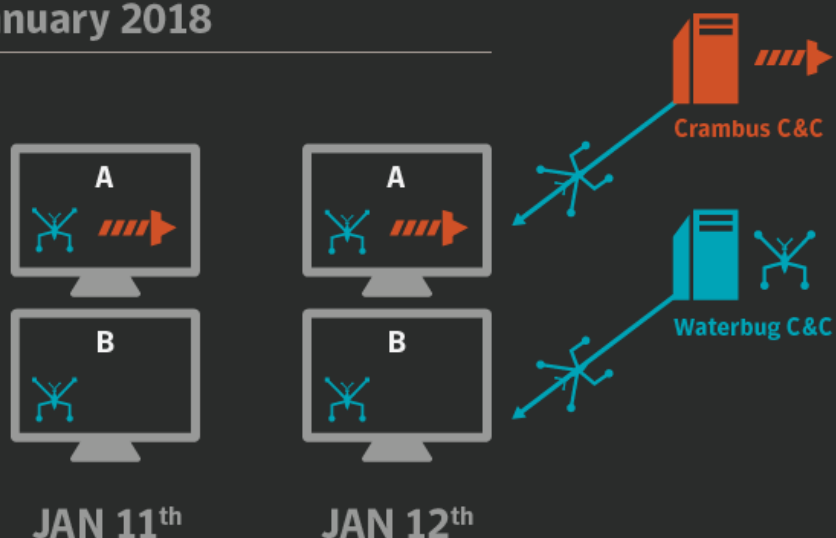 nuary 2018
A
A
Crambus C&C
B
B
Waterbug C&C
JAN 11th
JAN 12th